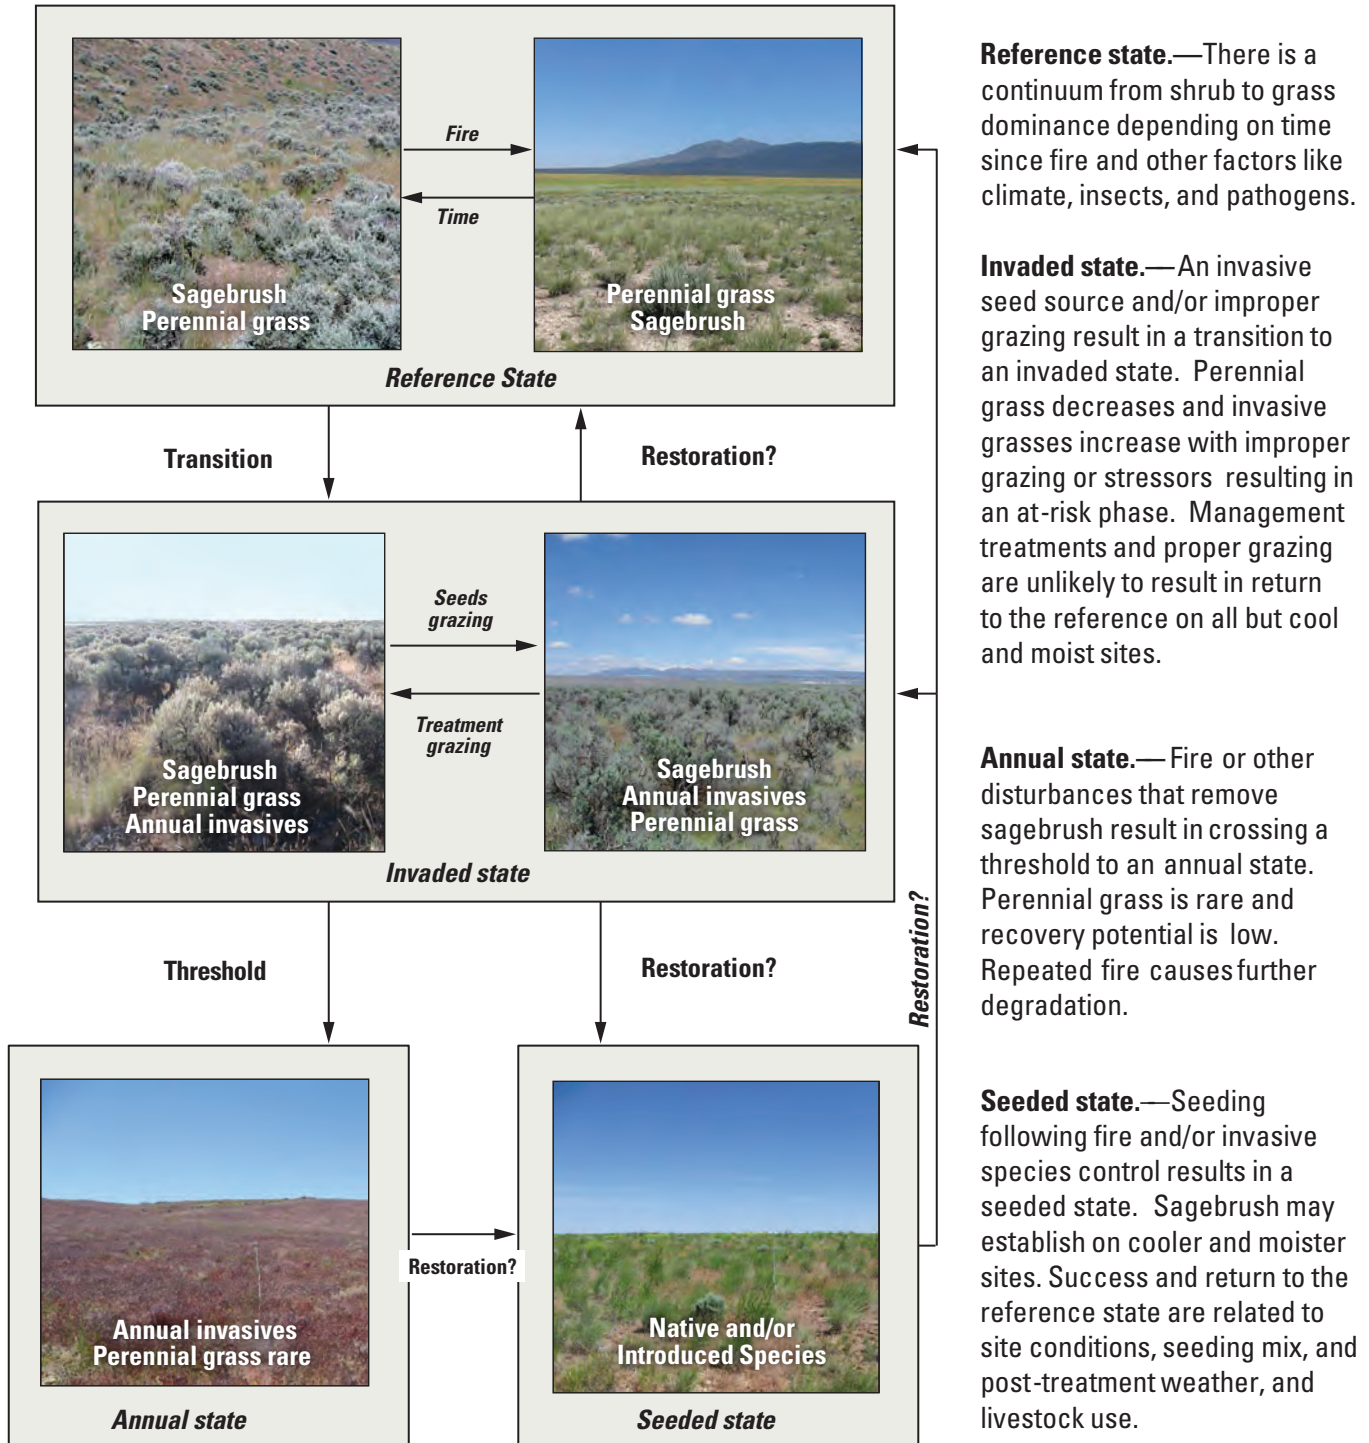 Fire
Time
Sagebrush
Perennial grass
Perennial grass
Sagebrush
Reference State
Transition
Restoration?
Seeds
grazing
Treatment
grazing
Sagebrush
Perennial grass
Annual invasives
Sagebrush
Annual invasives
Perennial grass
Invaded state
Threshold
Restoration?
Restoration?
Restoration?
Annual invasives
Perennial grass rare
Annual state
Native and/or
Introduced Species
Seeded state
Reference state.—There is a
continuum from shrub to grass
dominance depending on time
since fire and other factors like
climate, insects, and pathogens.
Invaded state.—An invasive
seed source and/or improper
grazing result in a transition to
an invaded state. Perennial
grass decreases and invasive
grasses increase with improper
grazing or stressors resulting in
an at-risk phase. Management
treatments and proper grazing
are unlikely to result in return
to the reference on all but cool
and moist sites.
Annual state.—Fire or other
disturbances that remove
sagebrush result in crossing a
threshold to an annual state.
Perennial grass is rare and
recovery potential is low.
Repeated fire causes further
degradation.
Seeded state.—Seeding
following fire and/or invasive
species control results in a
seeded state. Sagebrush may
establish on cooler and moister
sites. Success and return to the
reference state are related to
site conditions, seeding mix, and
post-treatment weather, and
livestock use.